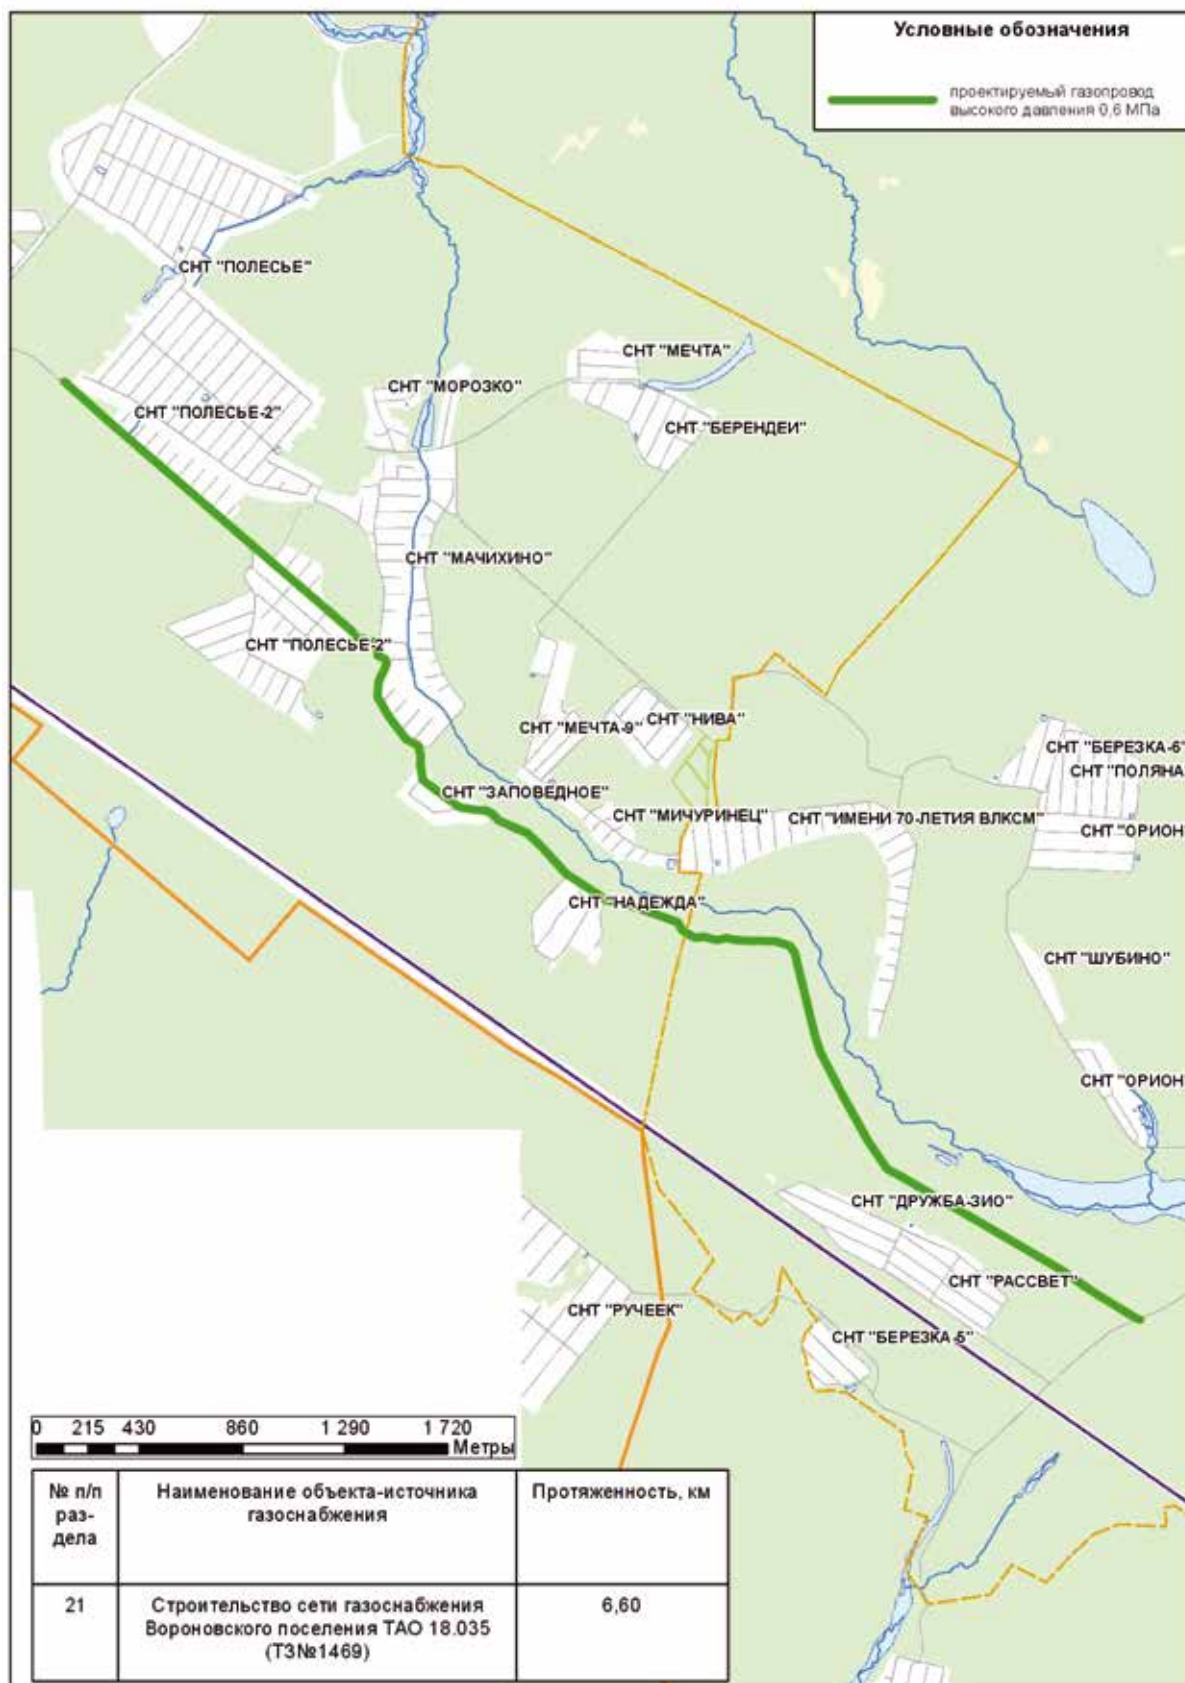 Условные обозначения
проектируемый газопровод
высокого давления 0,6 МПа
СНТ "ПОЛЕСЬЕ"
СНТ "МЕЧТА"
СНТ "МОРОЗКО"
СНТ "ПОЛЕСЬЕ-2"
СНТ "БЕРЕНДЕИ"
СНТ "МАЧИХИНО"
СНТ "ПОЛЕСЬЕ-2"
СНТ "МЕЧТА-9"
СНТ "НИВА"
СНТ "БЕРЕЗКА-6"
СНТ "ПОЛЯНА
СНТ "ЗАПОВЕДНОЕ"
СНТ "МИЧУРИНЕЦ"
СНТ "ИМЕНИ 70-ЛЕТИЯ ВЛКСМ"
СНТ "ОРИОН
СНТ "НАДЕЖДА"
СНТ "ШУБИНО"
СНТ "ОРИОН
СНТ "ДРУЖБА-ЗИО"
СНТ "РАССВЕТ"
СНТ "РУЧЕЕК"
СНТ "БЕРЕЗКА-5"
0 215 430 860 1 290 1 720
Метры
№ п/п
раз-
дела
Наименование объекта-источника
газоснабжения
Протяженность, км
21
Строительство сети газоснабжения
Вороновского поселения ТАО 18.035
(ТЗ№1469)
6,60